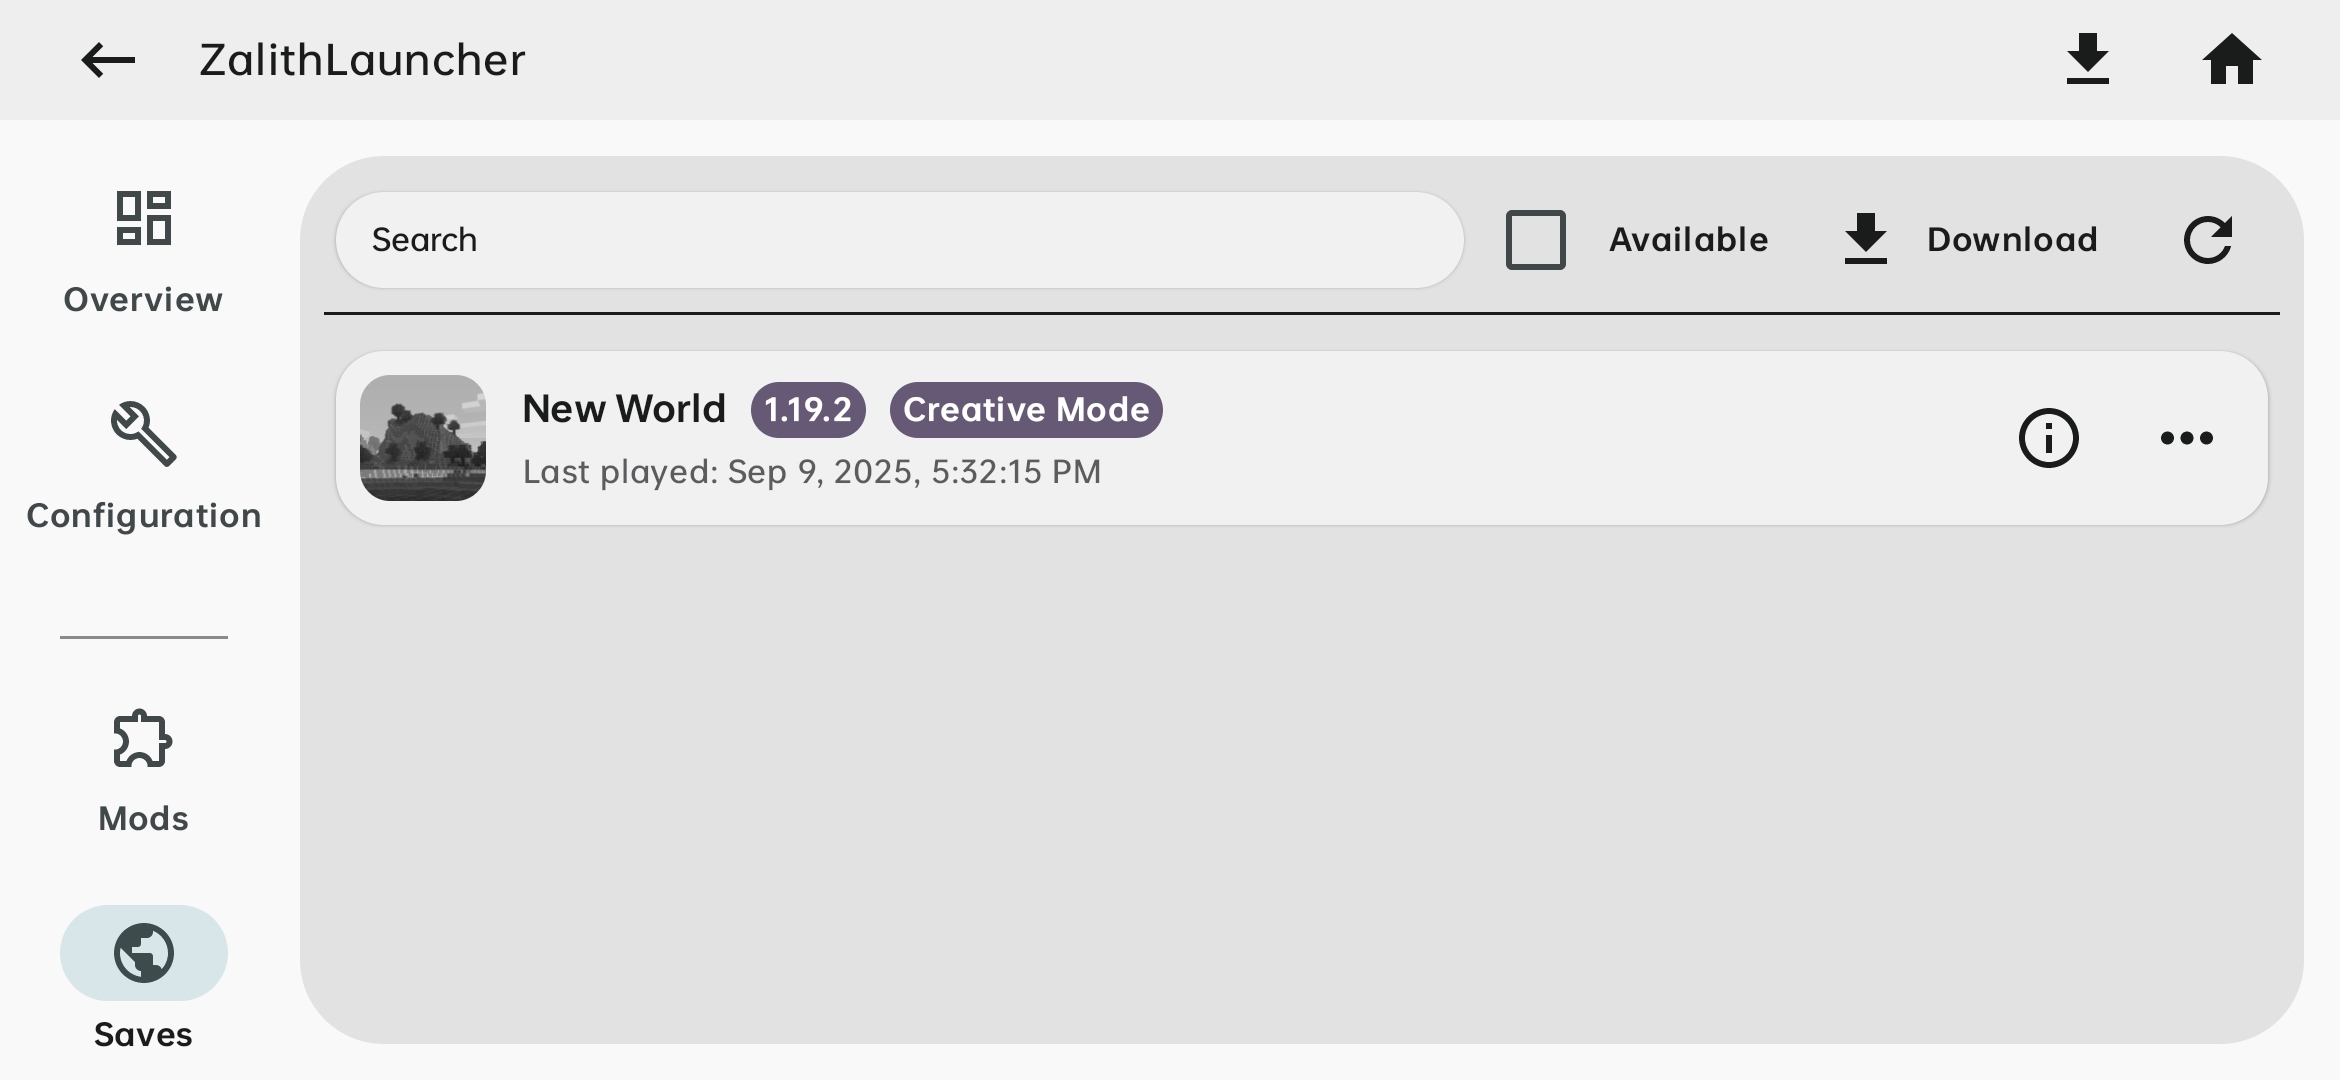 ZalithLauncher
Overview
Configuration
Mods
Saves
Search
Available
Download
New World 1.19.2 Creative Mode
Last played: Sep 9, 2025, 5:32:15 PM